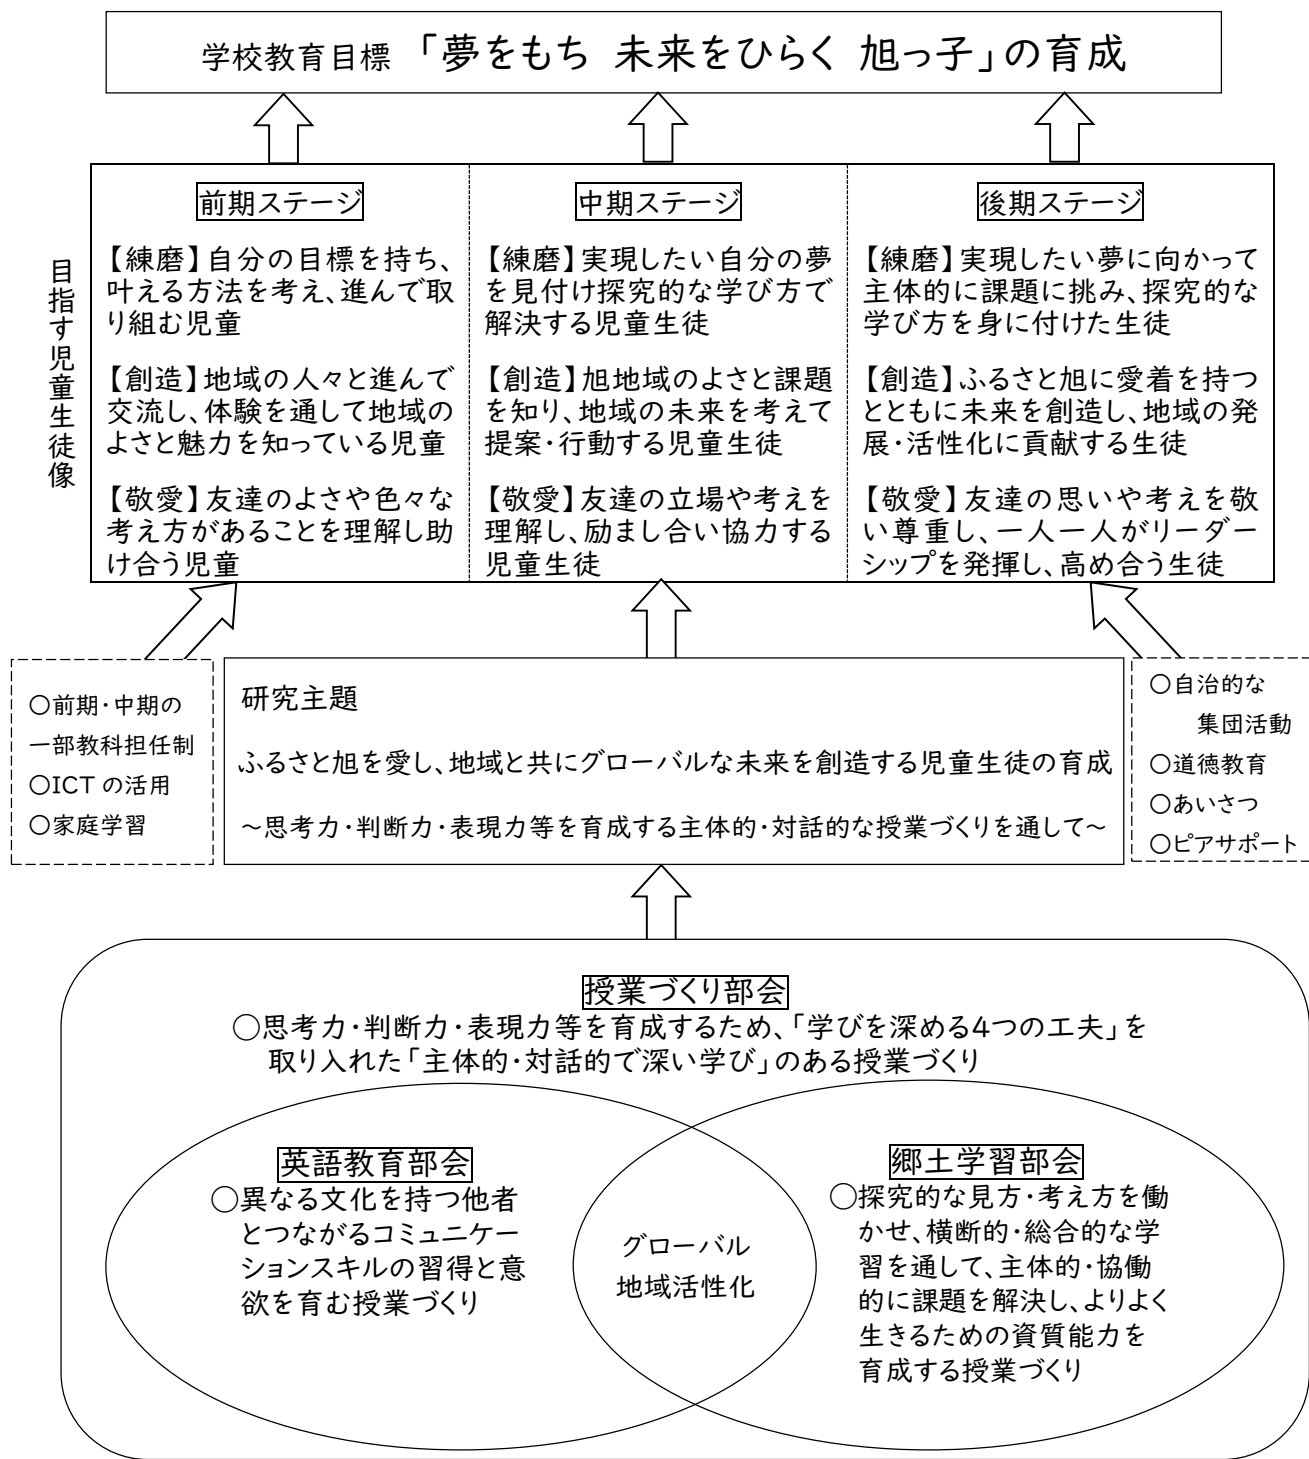 学校教育目標 「夢をもち 未来をひらく 旭っ子」の育成
目指す児童生徒像
前期ステージ
【練磨】自分の目標を持ち、
叶える方法を考え、進んで取
り組む児童
【創造】地域の人々と進んで
交流し、体験を通して地域の
よさと魅力を知っている児童
【敬愛】友達のよさや色々な
考え方があることを理解し助
け合う児童
中期ステージ
【練磨】実現したい自分の夢
を見付け探究的な学び方で
解決する児童生徒
【創造】旭地域のよさと課題
を知り、地域の未来を考えて
提案・行動する児童生徒
【敬愛】友達の立場や考えを
理解し、励まし合い協力する
児童生徒
後期ステージ
【練磨】実現したい夢に向かって
主体的に課題に挑み、探究的な
学び方を身に付けた生徒
【創造】ふるさと旭に愛着を持つ
とともに未来を創造し、地域の発
展・活性化に貢献する生徒
【敬愛】友達の思いや考えを敬
い尊重し、一人一人がリーダー
シップを発揮し、高め合う生徒
○前期・中期の
一部教科担任制
○ICTの活用
○家庭学習
研究主題
ふるさと旭を愛し、地域と共にグローバルな未来を創造する児童生徒の育成
～思考力・判断力・表現力等を育成する主体的・対話的な授業づくりを通して～
○自治的な
集団活動
○道徳教育
○あいさつ
○ピアサポート
授業づくり部会
○思考力・判断力・表現力等を育成するため、「学びを深める4つの工夫」を
取り入れた「主体的・対話的で深い学び」のある授業づくり
英語教育部会
○異なる文化を持つ他者
とつながるコミュニケー
ションスキルの習得と意
欲を育む授業づくり
グローバル
地域活性化
郷土学習部会
○探究的な見方・考え方を働
かせ、横断的・総合的な学
習を通して、主体的・協働
的に課題を解決し、よりよく
生きるための資質能力を
育成する授業づくり